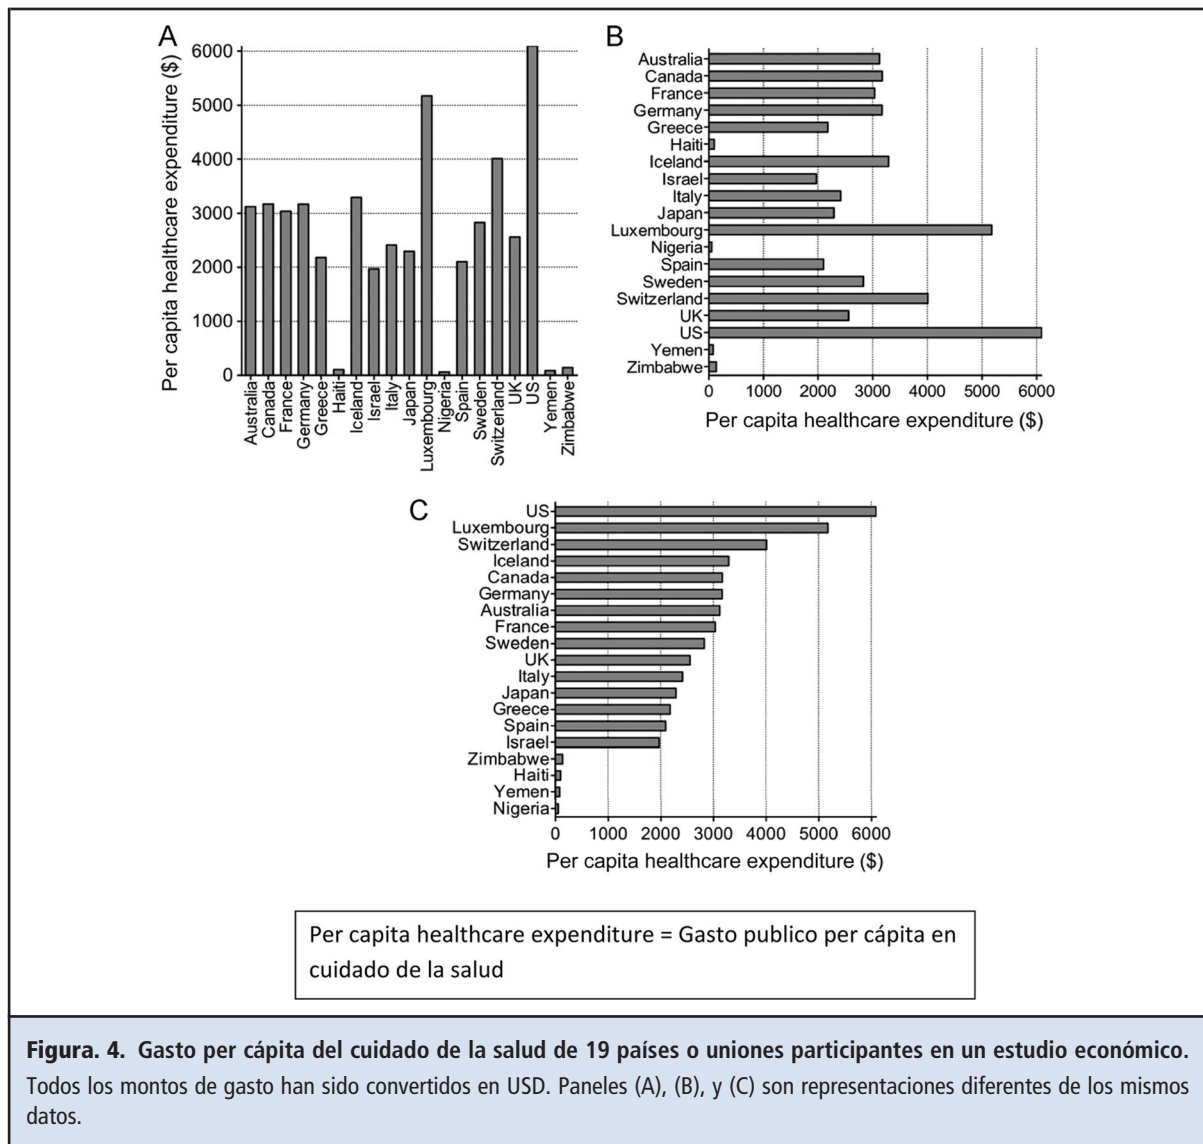 A
Per capita healthcare expenditure ($)
6000
5000
4000
3000
2000
1000
0
Australia
Canada
France
Germany
Greece
Haiti
Iceland
Israel
Italy
Japan
Luxembourg
Nigeria
Spain
Sweden
Switzerland
UK
US
Yemen
Zimbabwe
B
Australia
Canada
France
Germany
Greece
Haiti
Iceland
Israel
Italy
Japan
Luxembourg
Nigeria
Spain
Sweden
Switzerland
UK
US
Yemen
Zimbabwe
0 1000 2000 3000 4000 5000 6000
Per capita healthcare expenditure ($)
C
US
Luxembourg
Switzerland
Iceland
Canada
Germany
Australia
France
Sweden
UK
Italy
Japan
Greece
Spain
Israel
Zimbabwe
Haiti
Yemen
Nigeria
0 1000 2000 3000 4000 5000 6000
Per capita healthcare expenditure ($)
Per capita healthcare expenditure = Gasto publico per cápita en
cuidado de la salud
Figura. 4. Gasto per cápita del cuidado de la salud de 19 países o uniones participantes en un estudio económico.
Todos los montos de gasto han sido convertidos en USD. Paneles (A), (B), y (C) son representaciones diferentes de los mismos
datos.